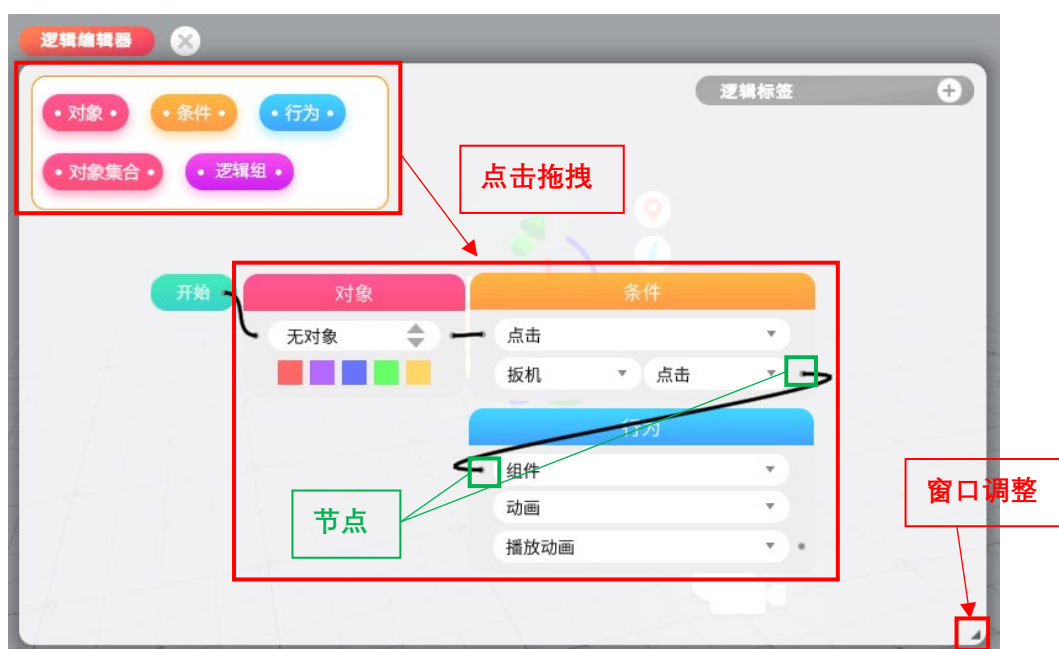 逻辑编辑器
逻辑标签
• 对象 • • 条件 • • 行为 •
• 对象集合 • • 逻辑组 •
点击拖拽
开始 对象 条件
无对象 点击
扳机 点击
行为
组件
动画
播放动画
节点
窗口调整